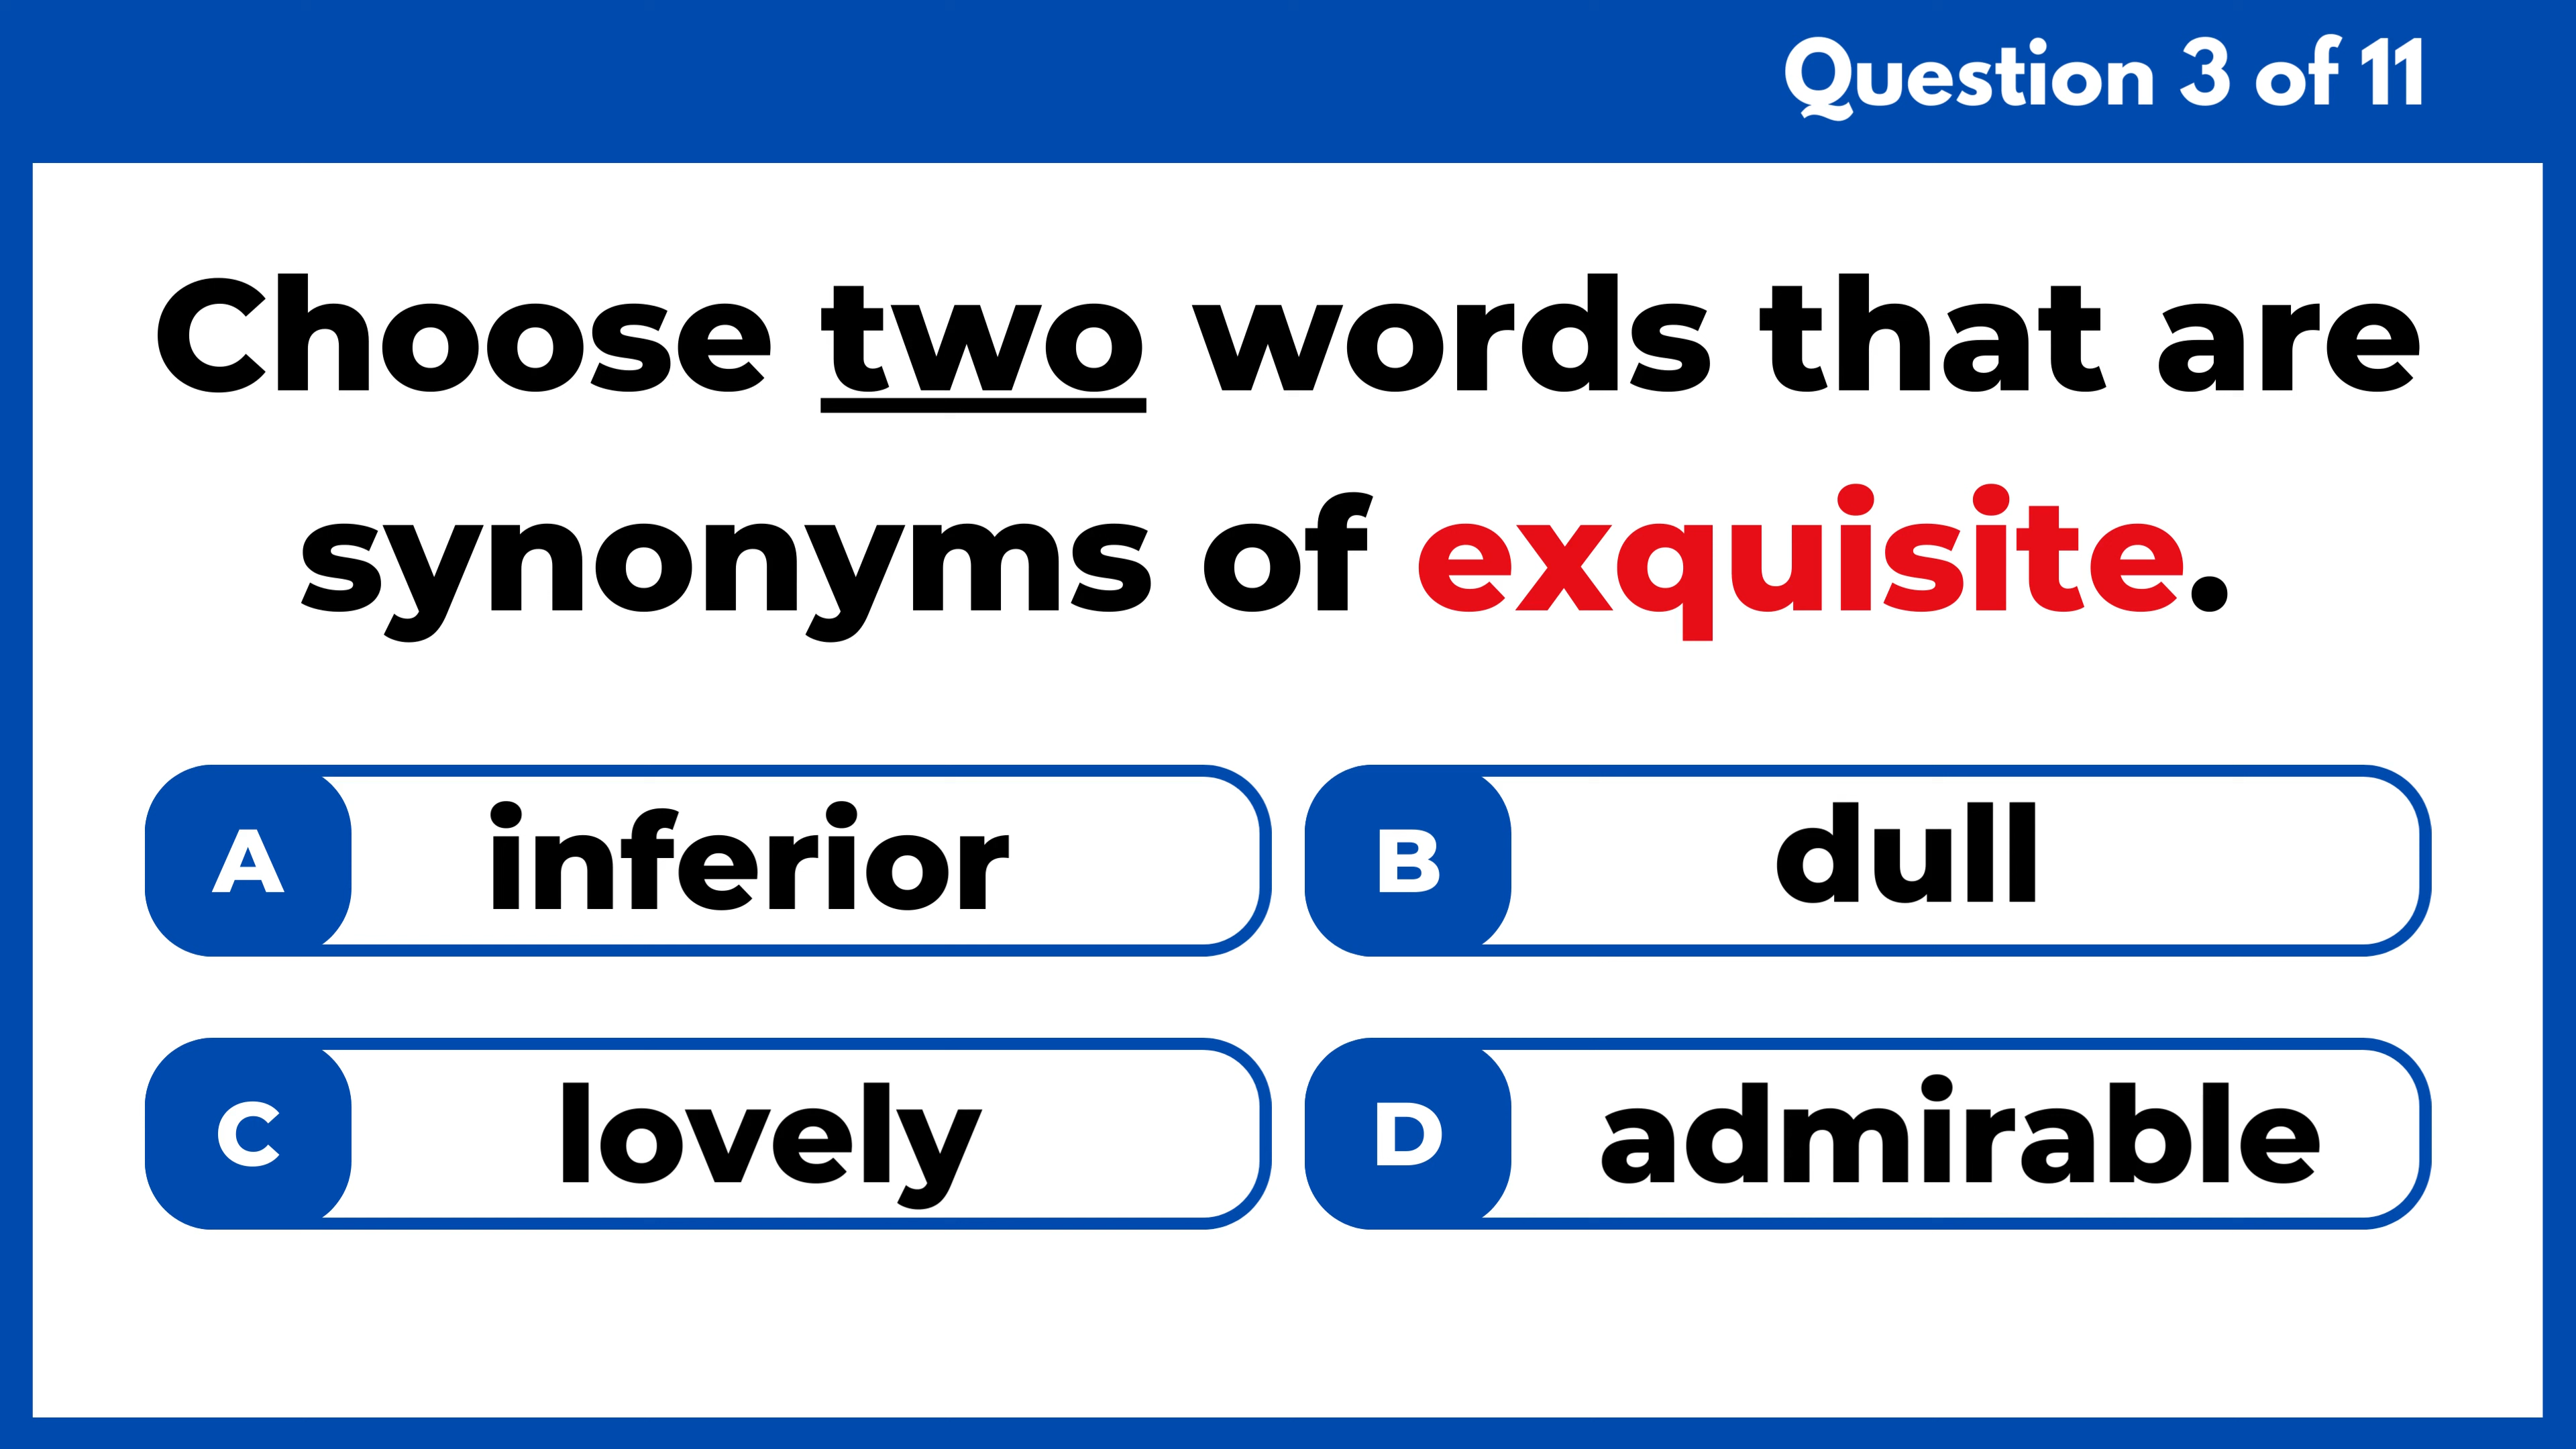 Question 3 of 11
Choose two words that are
synonyms of exquisite.
A inferior
B dull
C lovely
D admirable